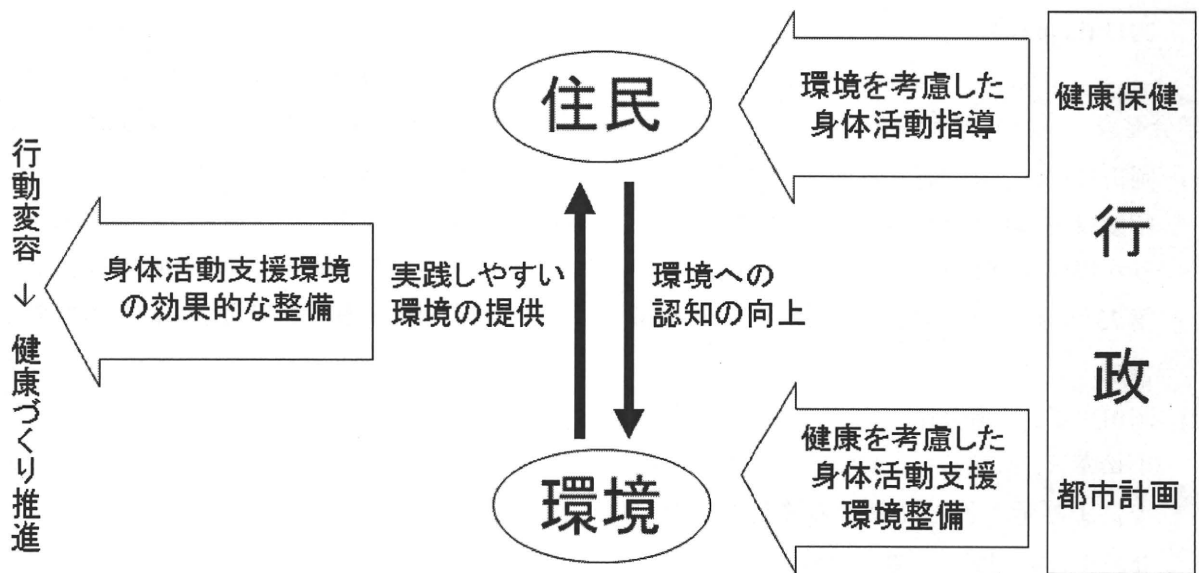 住民
環境を考慮した
身体活動指導
健康保健
行政
都市計画
行動変容
↓
健康づくり推進
身体活動支援環境
の効果的な整備
実践しやすい
環境の提供
環境への
認知の向上
環境
健康を考慮した
身体活動支援
環境整備